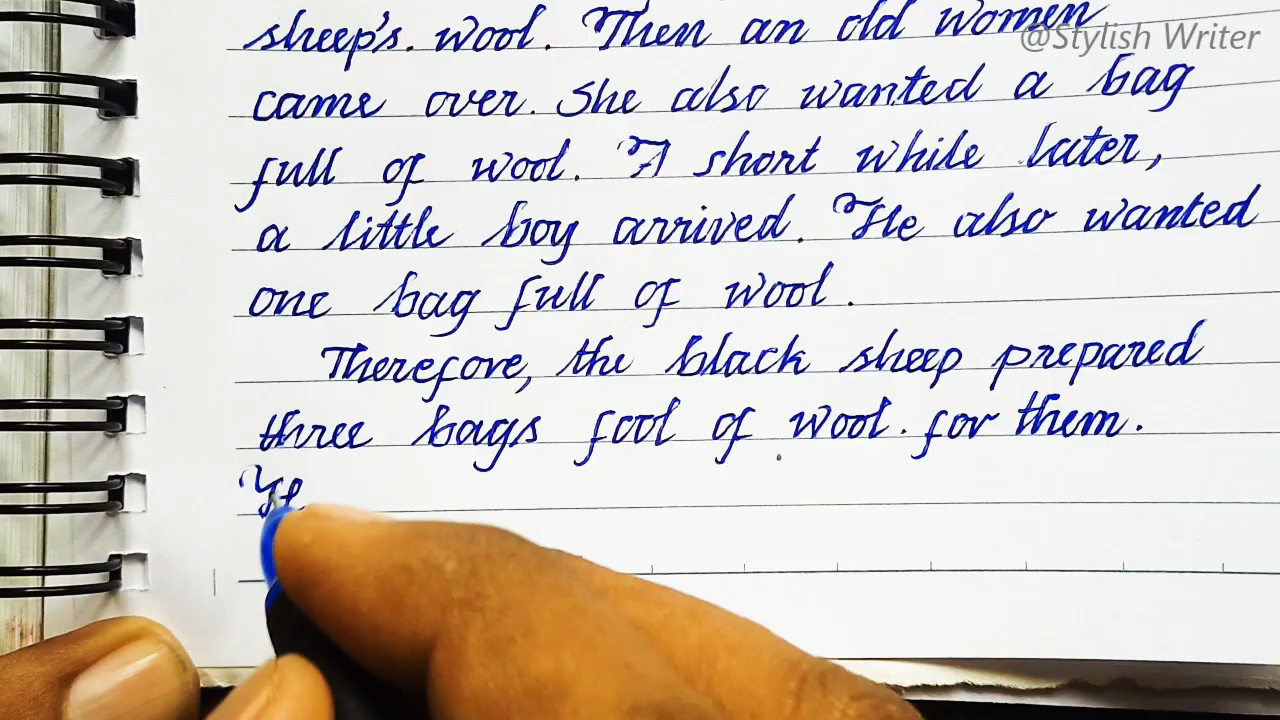 sheep's. wool. Then an old women
@Stylish Writer
came over. She also wanted a bag
full of wool. A short while later,
a little boy arrived. He also wanted
one bag full of wool.
Therefore, the black sheep prepared
three bags fool of wool. for them.